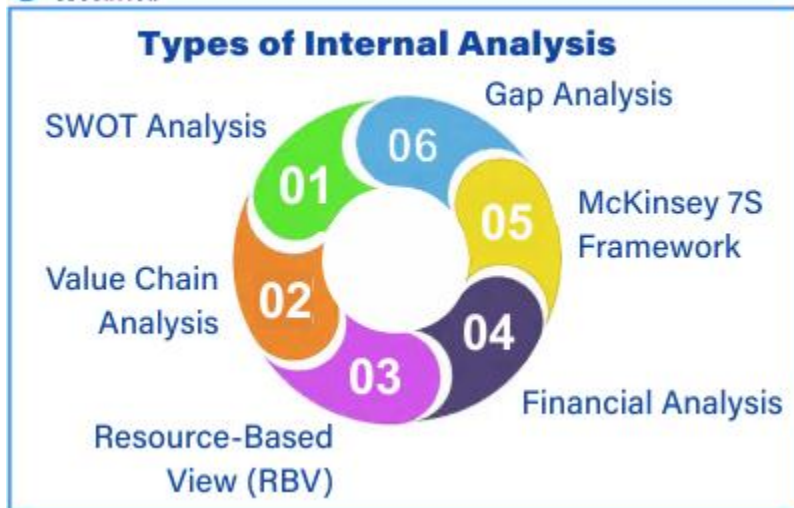 Types of Internal Analysis
SWOT Analysis
01
Value Chain
Analysis
02
Resource-Based
View (RBV)
03
Financial Analysis
04
McKinsey 7S
Framework
05
Gap Analysis
06